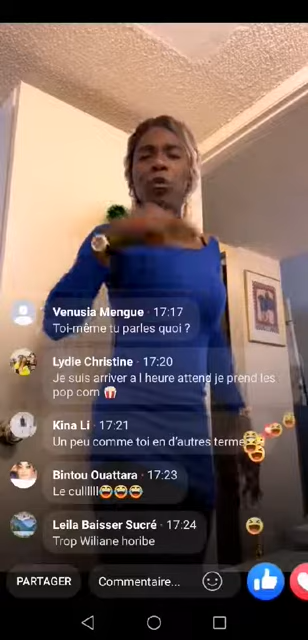 Venusia Mengue · 17:17
Toi-même tu parles quoi ?
Lydie Christine · 17:20
Je suis arriver a l heure attend je prend les
pop corn 🍿
Kina Li · 17:21
Un peu comme toi en d'autres terme
Bintou Ouattara · 17:23
Le culllll😂😂😂
Leila Baisser Sucré · 17:24
Trop Wiliane horibe
PARTAGER
Commentaire...